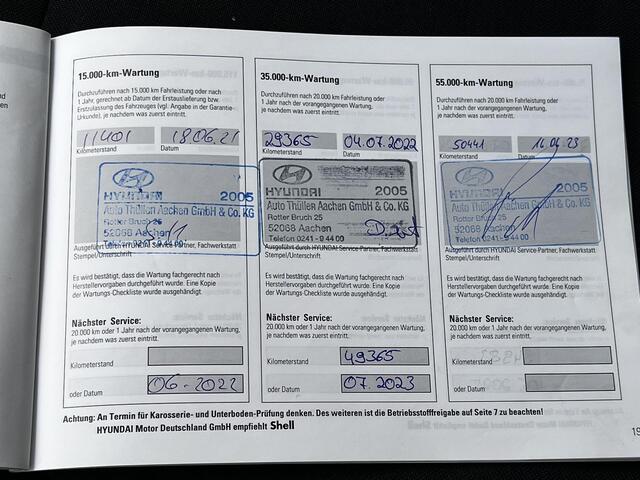 15.000-km-Wartung
Durchzuführen nach 15.000 km Fahrleistung oder nach
1 Jahr, gerechnet ab Datum der Erstauslieferung bzw.
Erstzulassung des Fahrzeuges (vgl. Angabe in der Garantie-
Urkunde), je nachdem was zuerst eintritt.
11401 18.06.21
Kilometerstand Datum
HYUNDAI 2005
Auto Thüllen Aachen GmbH & Co. KG
Rotter Bruch 25
52068 Aachen
Telefon 0241 - 9 44 00
Ausgeführt durch HYUNDAI Service-Partner, Fachwerkstatt
Stempel/Unterschrift
Es wird bestätigt, dass die Wartung fachgerecht nach
Herstellervorgaben durchgeführt wurde. Eine Kopie
der Wartungs-Checkliste wurde ausgehändigt.
Nächster Service:
20.000 km oder 1 Jahr nach der vorangegangenen Wartung,
je nachdem was zuerst eintritt.
Kilometerstand
oder Datum 06-2022
35.000-km-Wartung
Durchzuführen nach 20.000 km Fahrleistung oder
1 Jahr nach der vorangegangenen Wartung,
je nachdem was zuerst eintritt.
29365 04.07.2022
Kilometerstand Datum
HYUNDAI 2005
Auto Thüllen Aachen GmbH & Co. KG
Rotter Bruch 25
52068 Aachen
Telefon 0241 - 9 44 00
Ausgeführt durch HYUNDAI Service-Partner, Fachwerkstatt
Stempel/Unterschrift
Es wird bestätigt, dass die Wartung fachgerecht nach
Herstellervorgaben durchgeführt wurde. Eine Kopie
der Wartungs-Checkliste wurde ausgehändigt.
Nächster Service:
20.000 km oder 1 Jahr nach der vorangegangenen Wartung,
je nachdem was zuerst eintritt.
Kilometerstand 49365
oder Datum 07.2023
55.000-km-Wartung
Durchzuführen nach 20.000 km Fahrleistung oder
1 Jahr nach der vorangegangenen Wartung,
je nachdem was zuerst eintritt.
50441
Kilometerstand Datum
HYUNDAI 2005
Auto Thüllen Aachen GmbH & Co. KG
Rotter Bruch 25
52068 Aachen
Telefon 0241 - 9 44 00
Ausgeführt durch HYUNDAI Service-Partner, Fachwerkstatt
Stempel/Unterschrift
Es wird bestätigt, dass die Wartung fachgerecht nach
Herstellervorgaben durchgeführt wurde. Eine Kopie
der Wartungs-Checkliste wurde ausgehändigt.
Nächster Service:
20.000 km oder 1 Jahr nach der vorangegangenen Wartung,
je nachdem was zuerst eintritt.
Kilometerstand
oder Datum
Achtung: An Termin für Karosserie- und Unterboden-Prüfung denken. Des weiteren ist die Betriebsstofffreigabe auf Seite 7 zu beachten!
HYUNDAI Motor Deutschland GmbH empfiehlt Shell